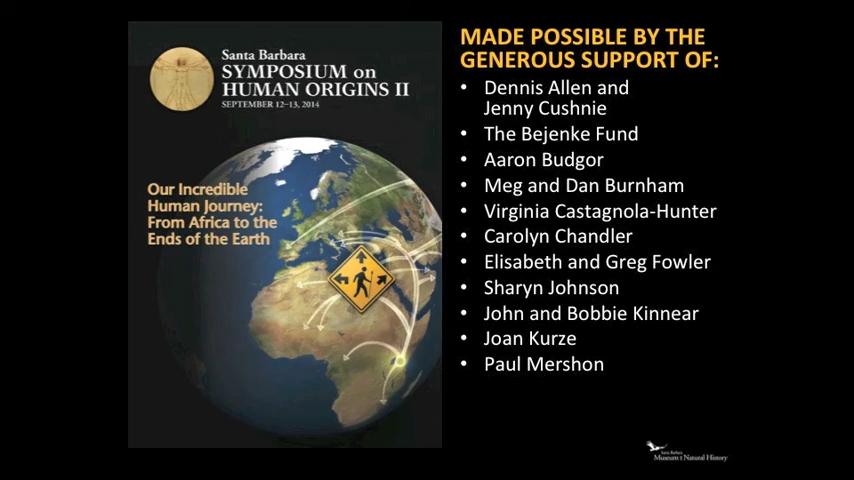 Santa Barbara
SYMPOSIUM on
HUMAN ORIGINS II
SEPTEMBER 12–13, 2014
Our Incredible
Human Journey:
From Africa to the
Ends of the Earth
MADE POSSIBLE BY THE
GENEROUS SUPPORT OF:
• Dennis Allen and
Jenny Cushnie
• The Bejenke Fund
• Aaron Budgor
• Meg and Dan Burnham
• Virginia Castagnola-Hunter
• Carolyn Chandler
• Elisabeth and Greg Fowler
• Sharyn Johnson
• John and Bobbie Kinnear
• Joan Kurze
• Paul Mershon
Santa Barbara
Museum of Natural History